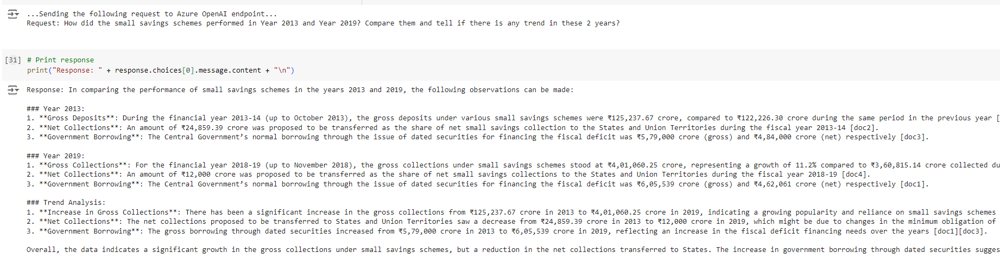 ...Sending the following request to Azure OpenAI endpoint...
Request: How did the small savings schemes performed in Year 2013 and Year 2019? Compare them and tell if there is any trend in these 2 years?
[31] # Print response
print("Response: " + response.choices[0].message.content + "\n")
Response: In comparing the performance of small savings schemes in the years 2013 and 2019, the following observations can be made:
### Year 2013:
1. **Gross Deposits**: During the financial year 2013-14 (up to October 2013), the gross deposits under various small savings schemes were ₹125,237.67 crore, compared to ₹122,226.30 crore during the same period in the previous year [
2. **Net Collections**: An amount of ₹24,859.39 crore was proposed to be transferred as the share of net small savings collection to the States and Union Territories during the fiscal year 2013-14 [doc2].
3. **Government Borrowing**: The Central Government's normal borrowing through the issue of dated securities for financing the fiscal deficit was ₹5,79,000 crore (gross) and ₹4,84,000 crore (net) respectively [doc3].
### Year 2019:
1. **Gross Collections**: For the financial year 2018-19 (up to November 2018), the gross collections under small savings schemes stood at ₹4,01,060.25 crore, representing a growth of 11.2% compared to ₹3,60,815.14 crore collected du
2. **Net Collections**: An amount of ₹12,000 crore was proposed to be transferred as the share of net small savings collections to the States and Union Territories during the fiscal year 2018-19 [doc4].
3. **Government Borrowing**: The Central Government's normal borrowing through the issue of dated securities for financing the fiscal deficit was ₹6,05,539 crore (gross) and ₹4,62,061 crore (net) respectively [doc1].
### Trend Analysis:
1. **Increase in Gross Collections**: There has been a significant increase in the gross collections from ₹125,237.67 crore in 2013 to ₹4,01,060.25 crore in 2019, indicating a growing popularity and reliance on small savings schemes
2. **Net Collections**: The net collections proposed to be transferred to States and Union Territories saw a decrease from ₹24,859.39 crore in 2013 to ₹12,000 crore in 2019, which might be due to changes in the minimum obligation of
3. **Government Borrowing**: The gross borrowing through dated securities increased from ₹5,79,000 crore in 2013 to ₹6,05,539 crore in 2019, reflecting an increase in the fiscal deficit financing needs over the years [doc1][doc3].
Overall, the data indicates a significant growth in the gross collections under small savings schemes, but a reduction in the net collections transferred to States. The increase in government borrowing through dated securities sugges